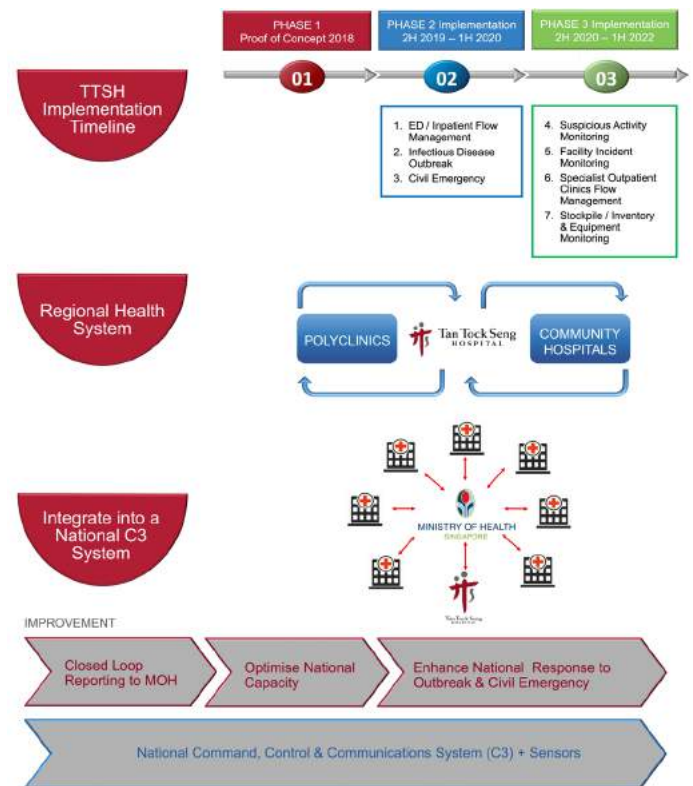 PHASE 1
Proof of Concept 2018
PHASE 2 Implementation
2H 2019 – 1H 2020
PHASE 3 Implementation
2H 2020 – 1H 2022
TTSH
Implementation
Timeline
01
02
03
1. ED / Inpatient Flow
Management
2. Infectious Disease
Outbreak
3. Civil Emergency
4. Suspicious Activity
Monitoring
5. Facility Incident
Monitoring
6. Specialist Outpatient
Clinics Flow
Management
7. Stockpile / Inventory
& Equipment
Monitoring
Regional Health
System
POLYCLINICS
Tan Tock Seng
HOSPITAL
COMMUNITY
HOSPITALS
Integrate into a
National C3
System
MINISTRY OF HEALTH
SINGAPORE
Tan Tock Seng
HOSPITAL
IMPROVEMENT
Closed Loop
Reporting to MOH
Optimise National
Capacity
Enhance National Response to
Outbreak & Civil Emergency
National Command, Control & Communications System (C3) + Sensors